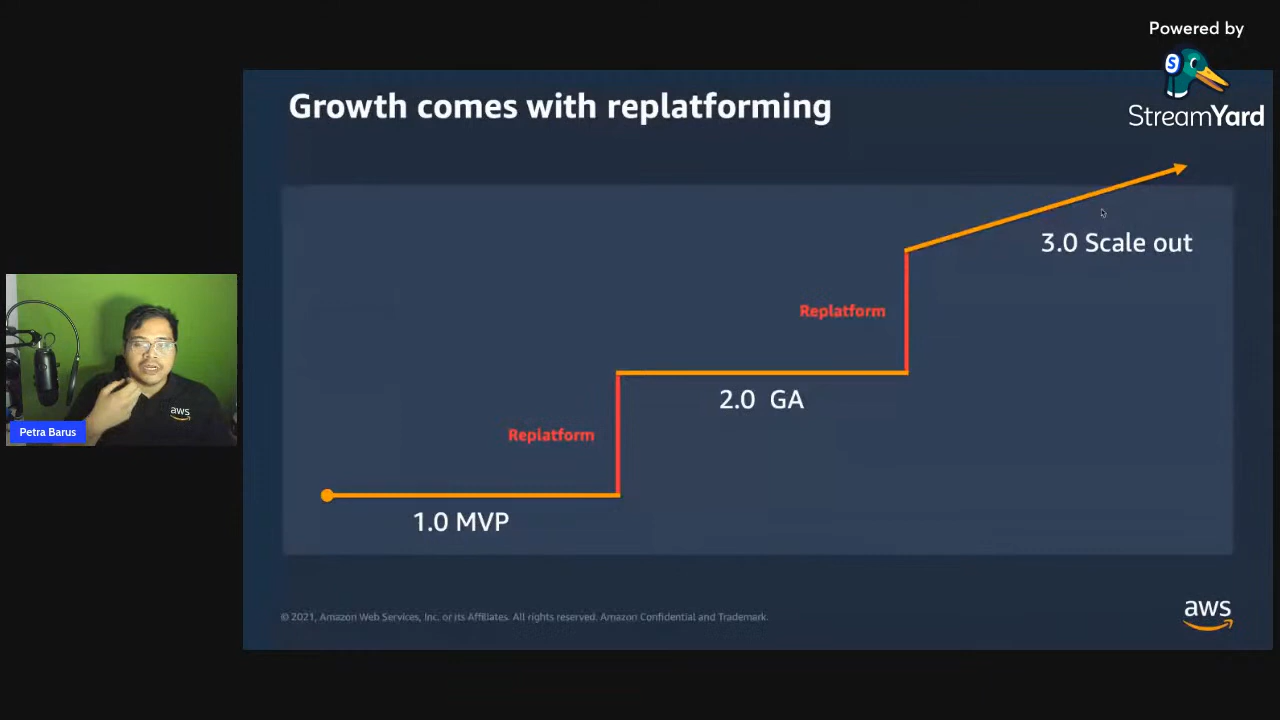 Powered by
S
StreamYard
Growth comes with replatforming
3.0 Scale out
Replatform
2.0 GA
Replatform
1.0 MVP
aws
Petra Barus
© 2021, Amazon Web Services, Inc. or its Affiliates. All rights reserved. Amazon Confidential and Trademark.
aws